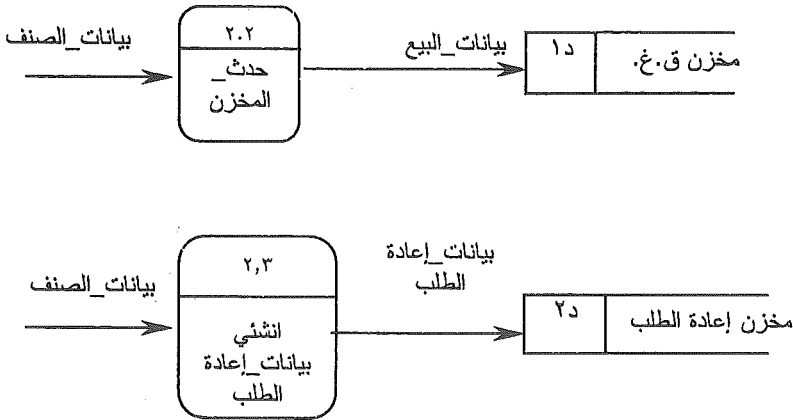 بيانات_الصنف
٢.٢
حدث_
المخزن
بيانات_البيع
د١
مخزن ق.غ.
بيانات_الصنف
٢,٣
انشئي
بيانات_إعادة
الطلب
بيانات_إعادة
الطلب
د٢
مخزن إعادة الطلب